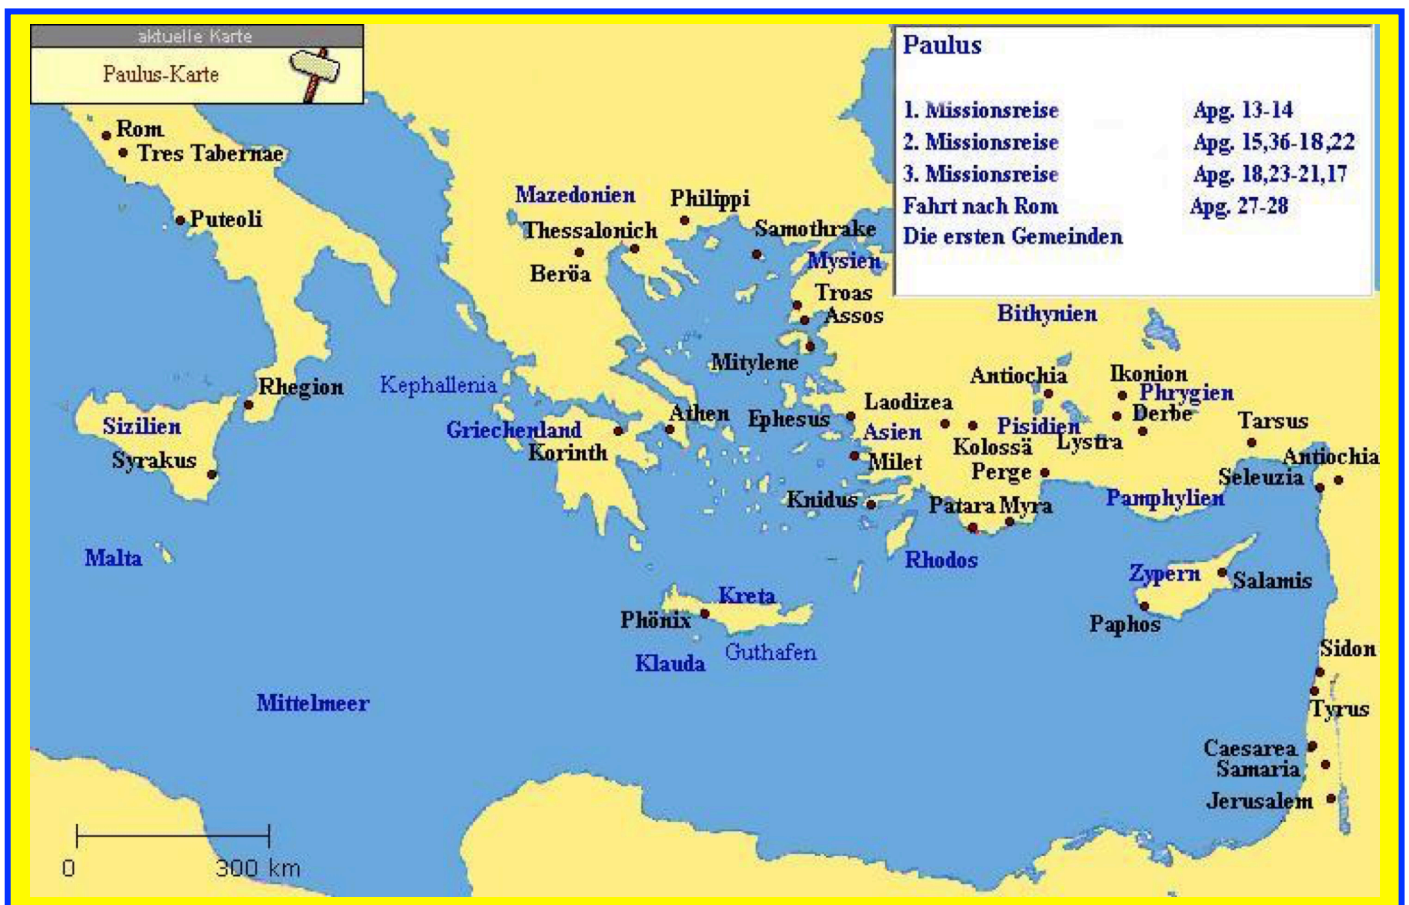 aktuelle Karte
Paulus-Karte
Paulus
1. Missionsreise Apg. 13-14
2. Missionsreise Apg. 15,36-18,22
3. Missionsreise Apg. 18,23-21,17
Fahrt nach Rom Apg. 27-28
Die ersten Gemeinden
Rom
Tres Tabernae
Puteoli
Mazedonien
Philippi
Thessalonich
Samothrake
Beröa
Mysien
Troas
Assos
Bithynien
Mitylene
Rhegion
Kephallenia
Antiochia
Ikonion
Phrygien
Sizilien
Griechenland
Athen
Ephesus
Laodizea
Asien
Pisidien
Derbe
Tarsus
Korinth
Kolossä
Lystra
Syrakus
Milet
Perge
Antiochia
Seleuzia
Knidus
Patara
Myra
Pamphylien
Malta
Rhodos
Zypern
Salamis
Kreta
Phönix
Paphos
Guthafen
Klauda
Sidon
Mittelmeer
Tyrus
Caesarea
Samaria
Jerusalem
0 300 km